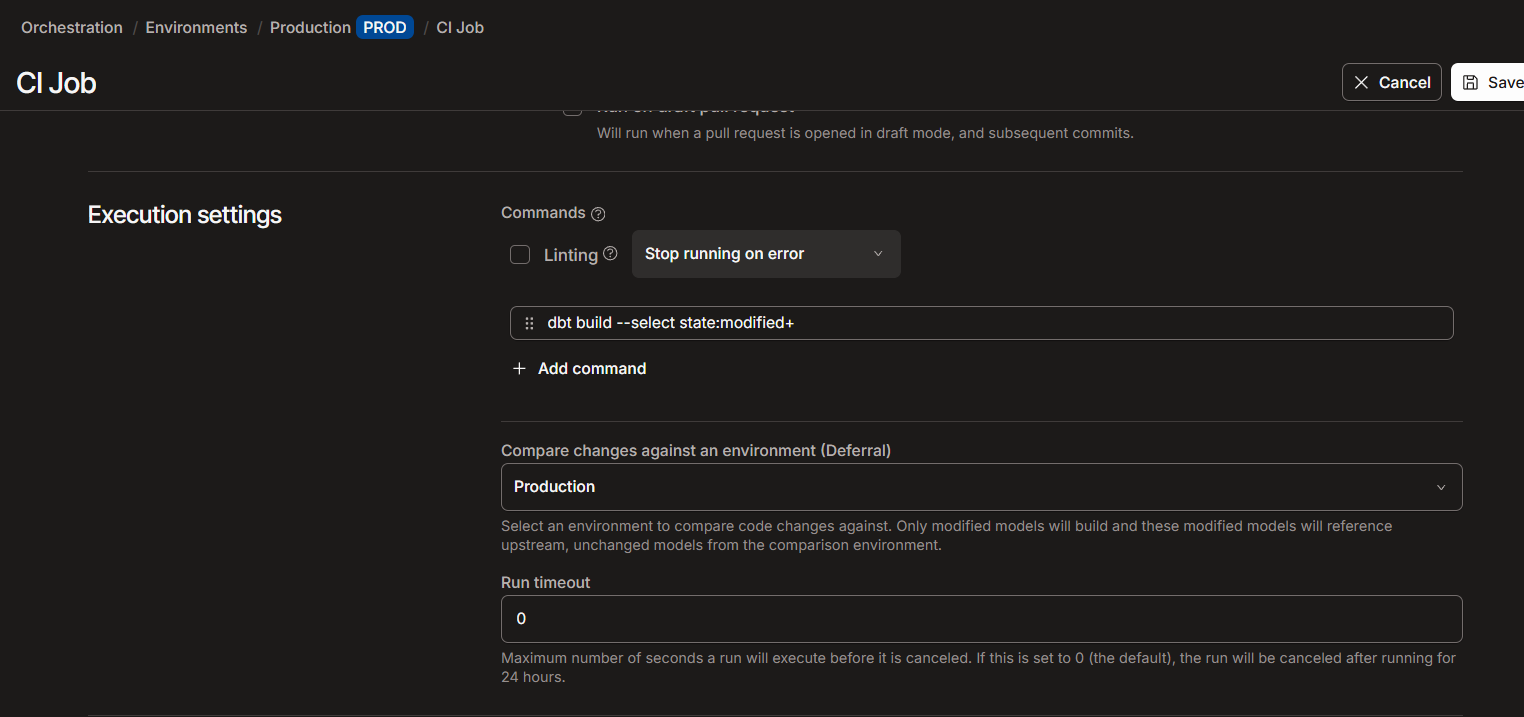 Orchestration / Environments / Production PROD / CI Job
CI Job
Cancel
Save
Run on draft pull request
Will run when a pull request is opened in draft mode, and subsequent commits.
Execution settings
Commands
Linting
Stop running on error
dbt build --select state:modified+
Add command
Compare changes against an environment (Deferral)
Production
Select an environment to compare code changes against. Only modified models will build and these modified models will reference
upstream, unchanged models from the comparison environment.
Run timeout
0
Maximum number of seconds a run will execute before it is canceled. If this is set to 0 (the default), the run will be canceled after running for
24 hours.